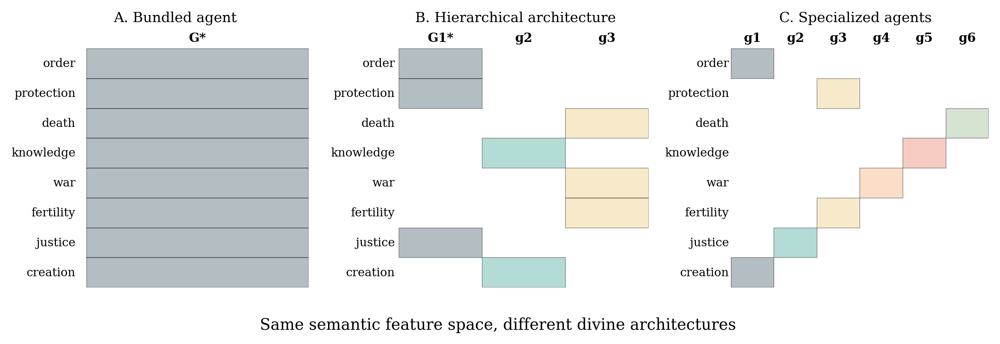 A. Bundled agent
G*
order
protection
death
knowledge
war
fertility
justice
creation
B. Hierarchical architecture
G1* g2 g3
order
protection
death
knowledge
war
fertility
justice
creation
C. Specialized agents
g1 g2 g3 g4 g5 g6
order
protection
death
knowledge
war
fertility
justice
creation
Same semantic feature space, different divine architectures